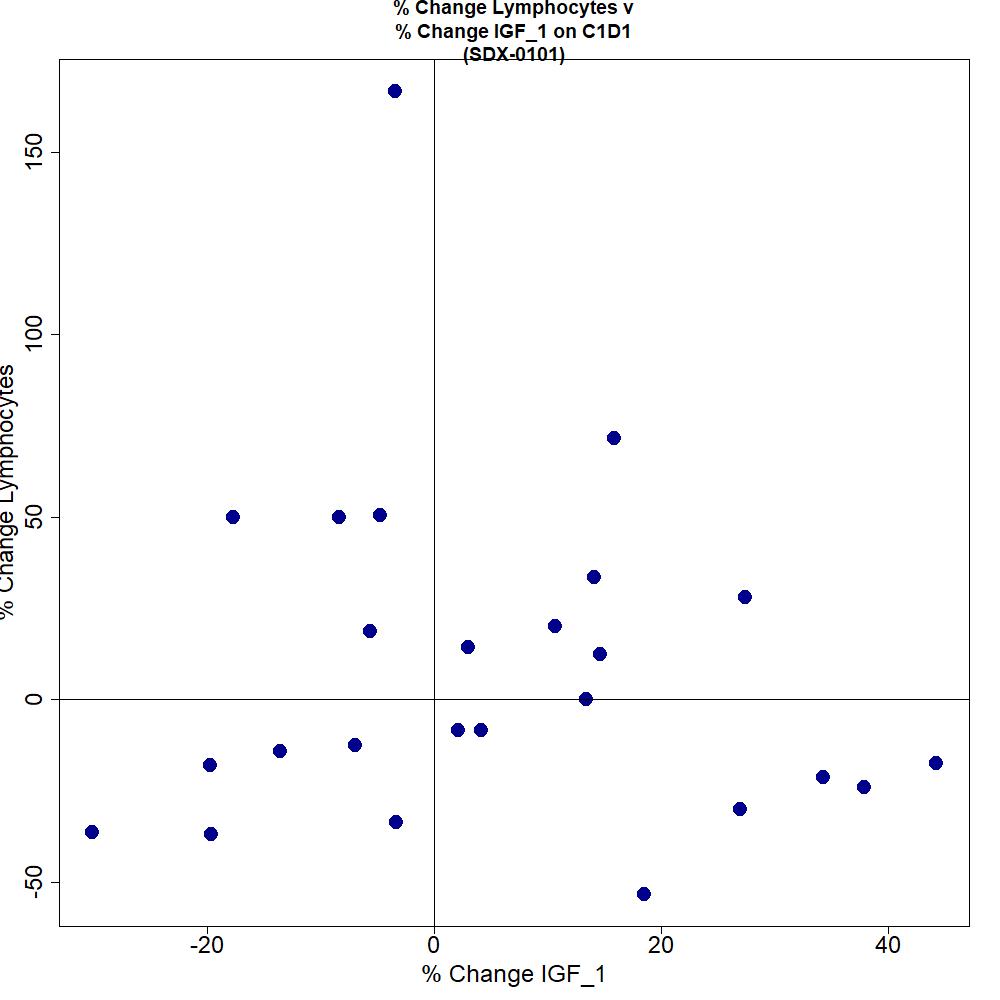 % Change Lymphocytes v
% Change IGF_1 on C1D1
(SDX-0101)
% Change Lymphocytes
150
100
50
0
-50
-20
0
20
40
% Change IGF_1